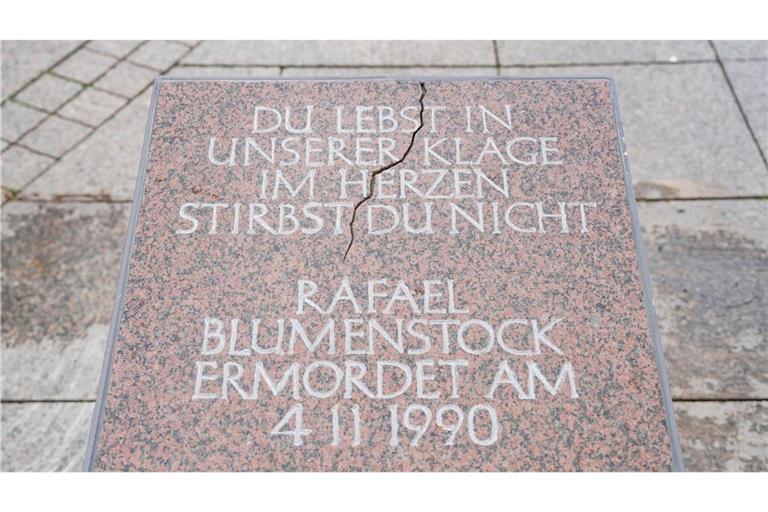 DU LEBST IN
UNSERER KLAGE
IM HERZEN
STIRBST DU NICHT
RAFAEL
BLUMENSTOCK
ERMORDET AM
4 11 1990